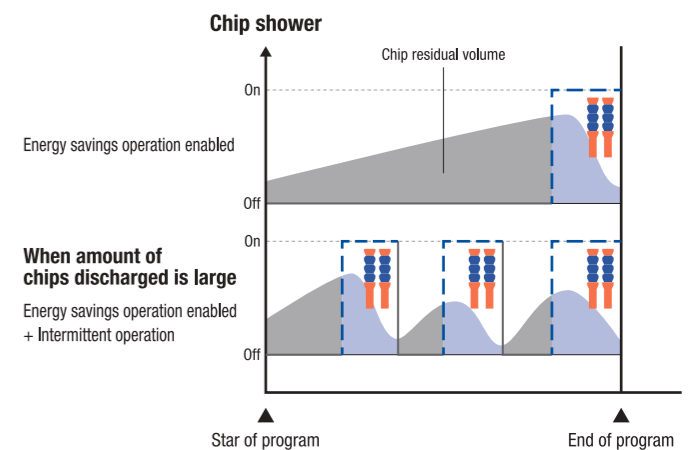 Chip shower
Chip residual volume
On
Energy savings operation enabled
Off
On
When amount of
chips discharged is large
Energy savings operation enabled
+ Intermittent operation
Off
Star of program
End of program